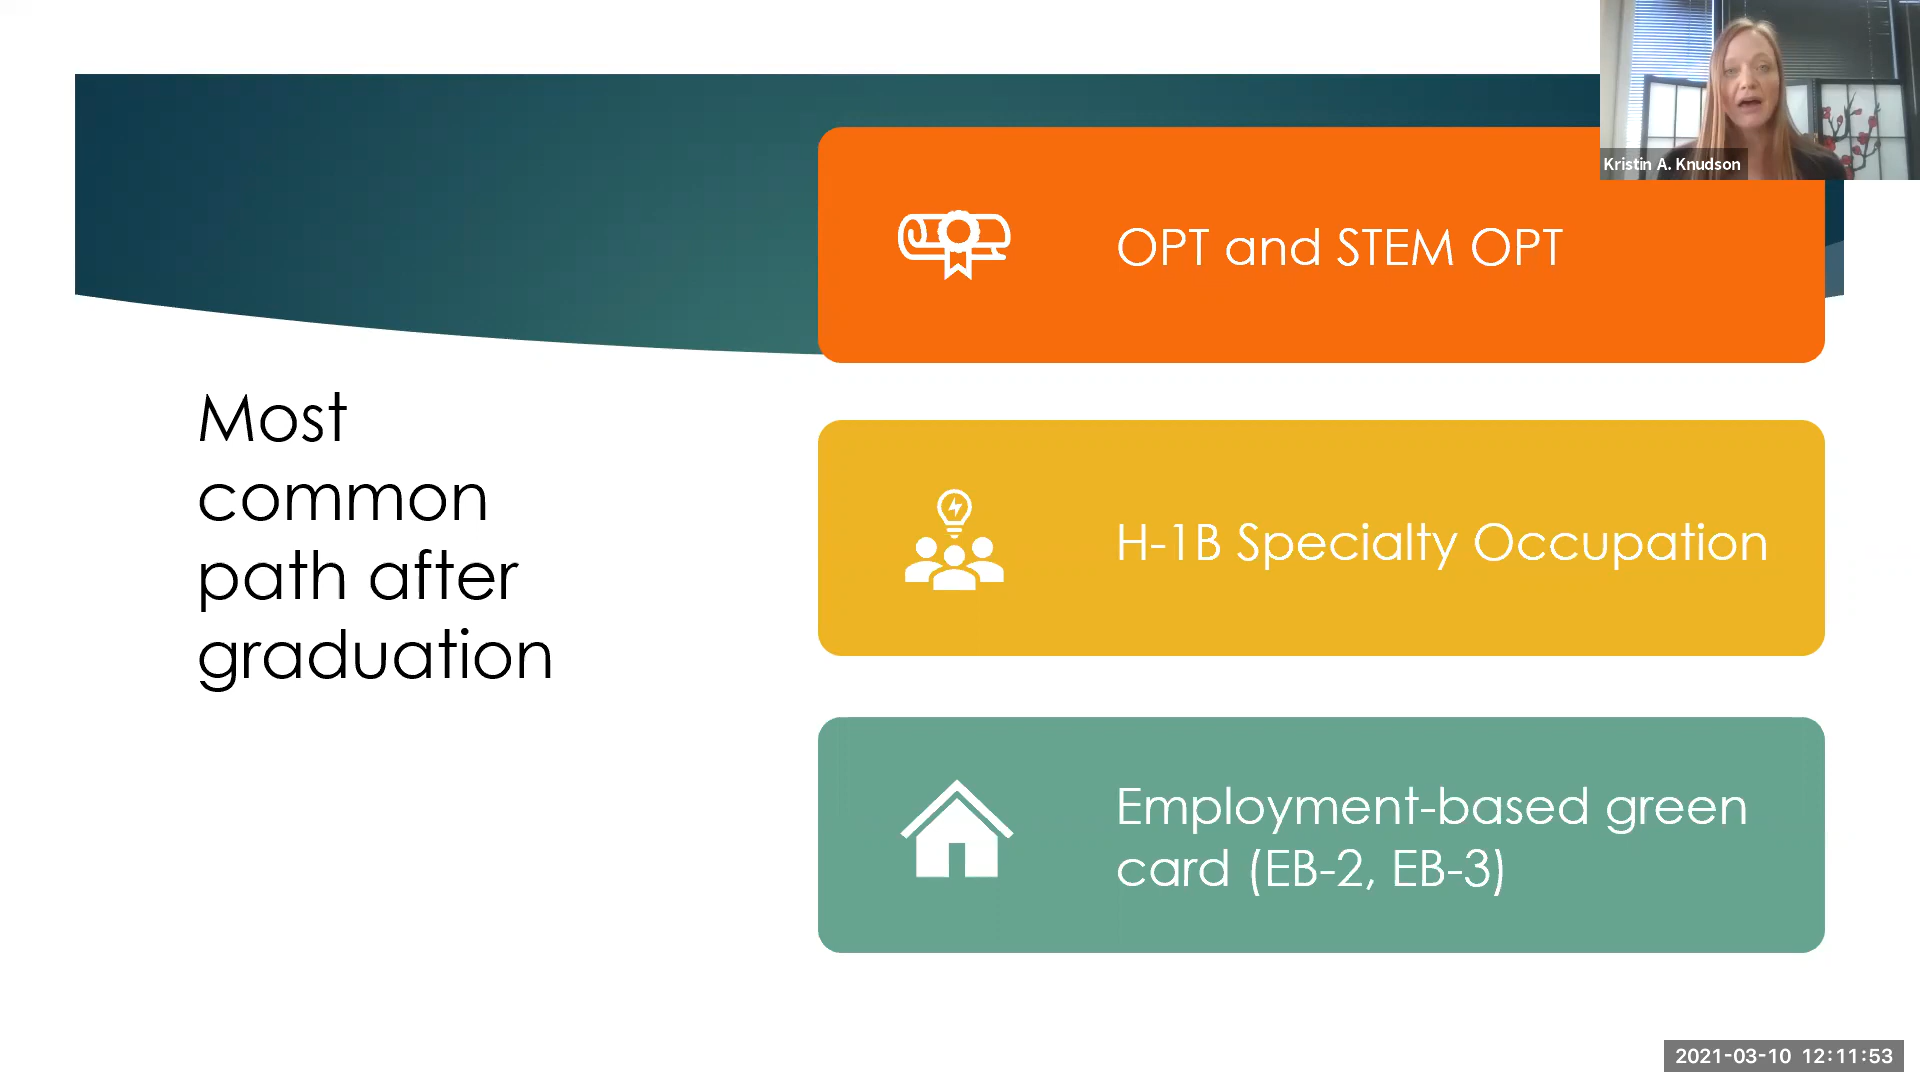 Kristin A. Knudson
OPT and STEM OPT
Most
common
path after
graduation
H-1B Specialty Occupation
Employment-based green
card (EB-2, EB-3)
2021-03-10 12:11:53